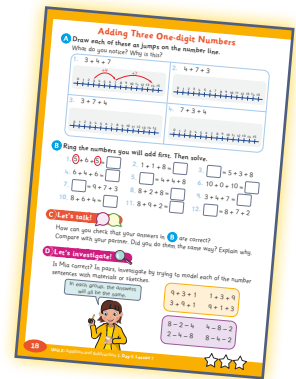 Adding Three One-digit Numbers
A Draw each of these as jumps on the number line.
What do you notice? Why is this?
1. 3 + 4 + 7
2. 4 + 7 + 3
3. 3 + 7 + 4
4. 7 + 3 + 4
B Ring the numbers you will add first. Then solve.
1. 5 + 6 + 5 =
2. 1 + 1 + 8 =
3. = 5 + 3 + 8
4. 6 + 4 + 6 =
5. = 4 + 4 + 8
6. 10 + 0 + 10 =
7. = 9 + 7 + 3
8. 8 + 2 + 8 =
9. 3 + 4 + 7 =
10. 8 + 6 + 4 =
11. 8 + 9 + 2 =
12. = 8 + 7 + 2
C Let's talk!
How can you check that your answers in B are correct?
Compare with your partner. Did you do them the same way? Explain why.
D Let's investigate!
Is Mia correct? In pairs, investigate by trying to model each of the number
sentences with materials or sketches.
In each group, the answers
will all be the same.
9 + 3 + 1
1 + 3 + 9
3 + 9 + 1
9 + 1 + 3
8 – 2 – 4
4 – 8 – 2
2 – 4 – 8
8 – 4 – 2
18